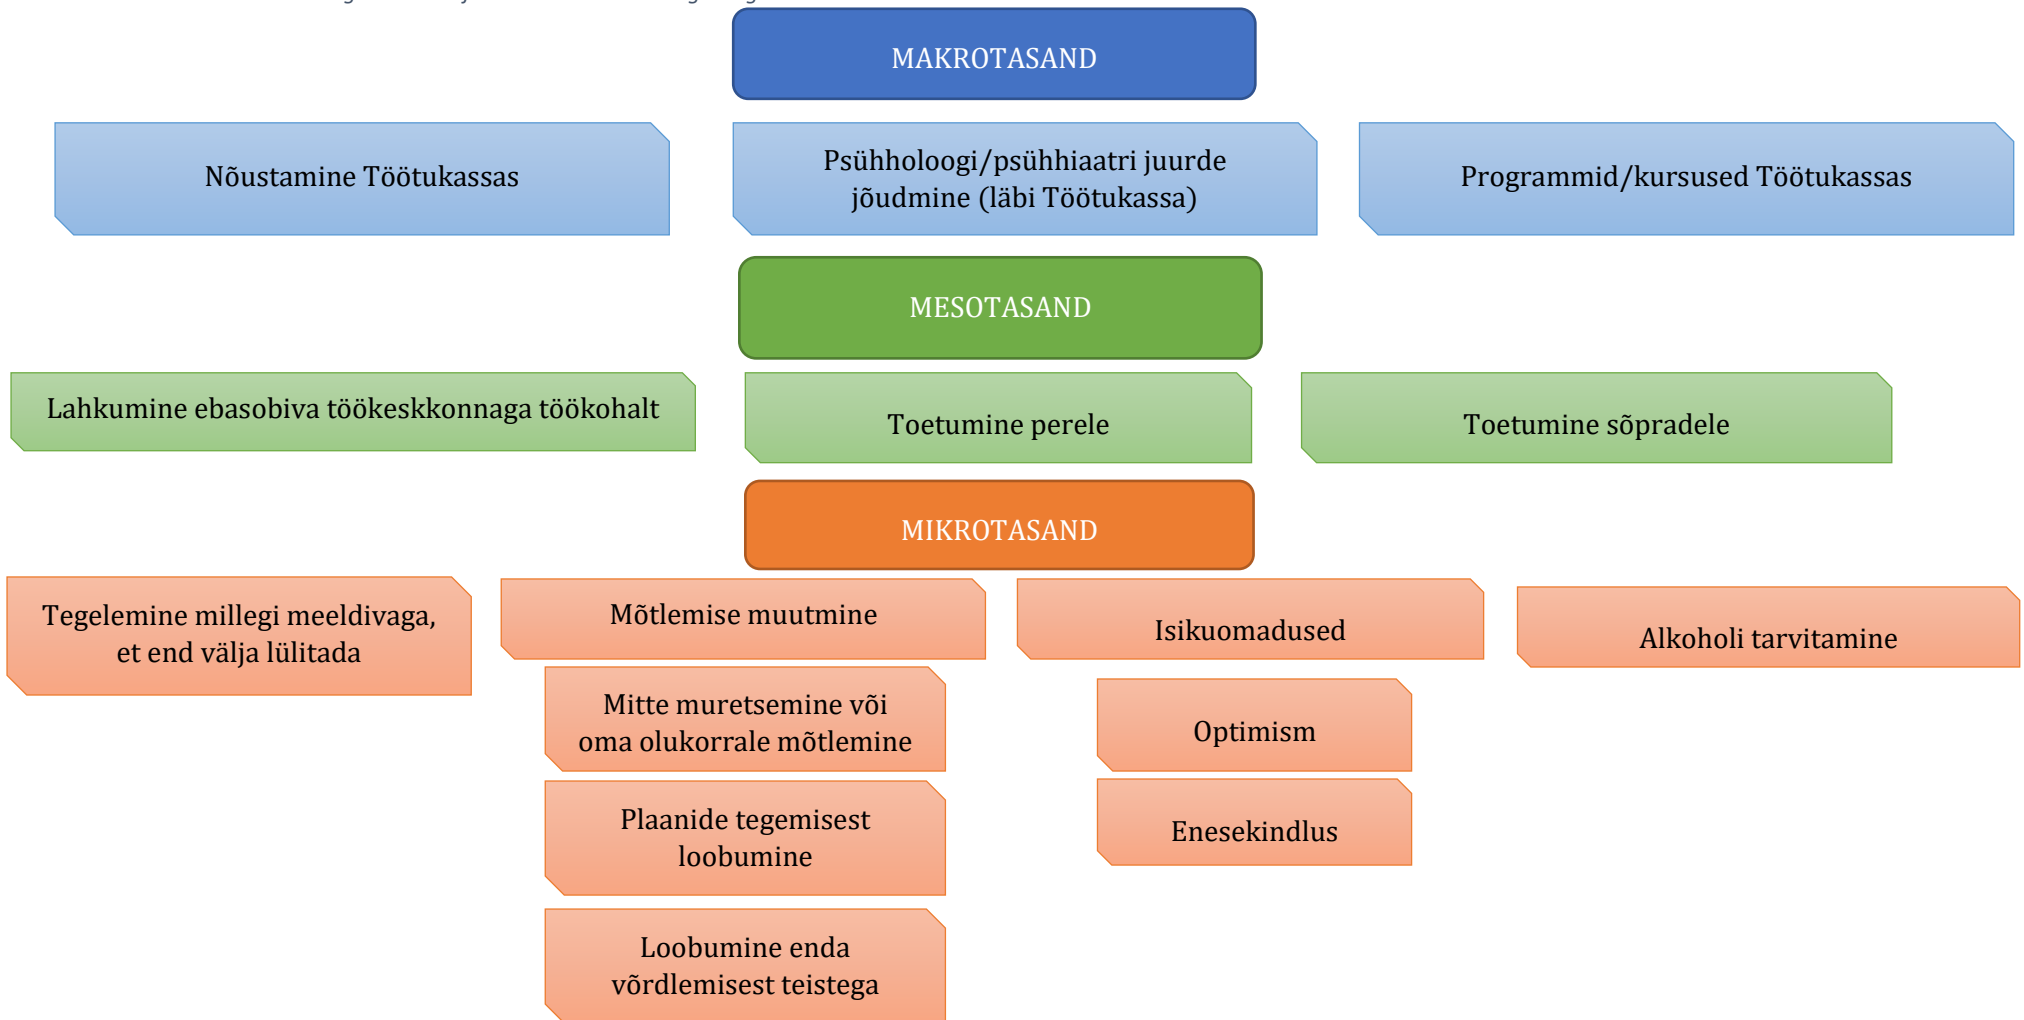 MAKROTASAND
Nõustamine Töötukassas
Psühholoogi/psühhiaatri juurde
jõudmine (läbi Töötukassa)
Programmid/kursused Töötukassas
MESOTASAND
Lahkumine ebasobiva töökeskkonnaga töökohalt
Toetumine perele
Toetumine sõpradele
MIKROTASAND
Tegelemine millegi meeldivaga,
et end välja lülitada
Mõtlemise muutmine
Mitte muretsemine või
oma olukorrale mõtlemine
Plaanide tegemisest
loobumine
Loobumine enda
võrdlemisest teistega
Isikuomadused
Optimism
Enesekindlus
Alkoholi tarvitamine